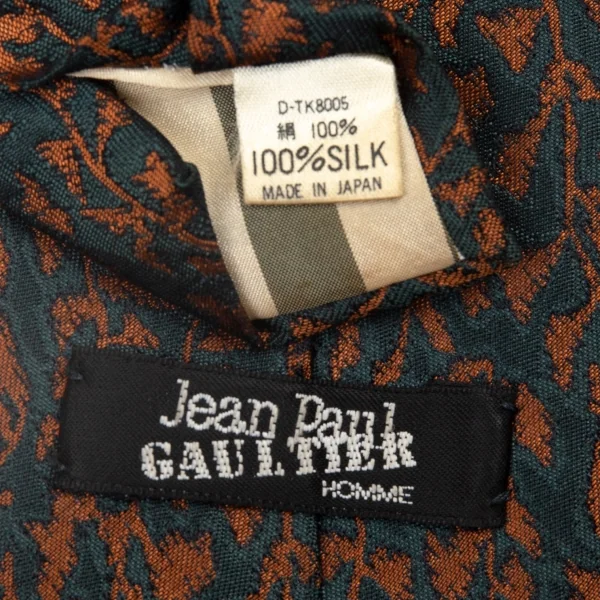 D-TK8005
絹 100%
100%SILK
MADE IN JAPAN
Jean Paul
GAULTIER
HOMME